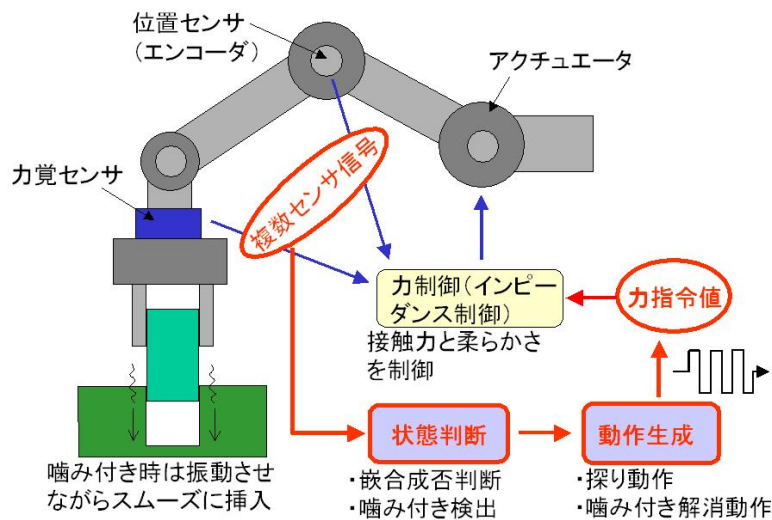 位置センサ
(エンコーダ)
アクチュエータ
力覚センサ
複数センサ信号
力制御(インピー
ダンス制御)
接触力と柔らかさ
を制御
力指令値
状態判断
動作生成
・嵌合成否判断
・噛み付き検出
・探り動作
・噛み付き解消動作
噛み付き時は振動させ
ながらスムーズに挿入